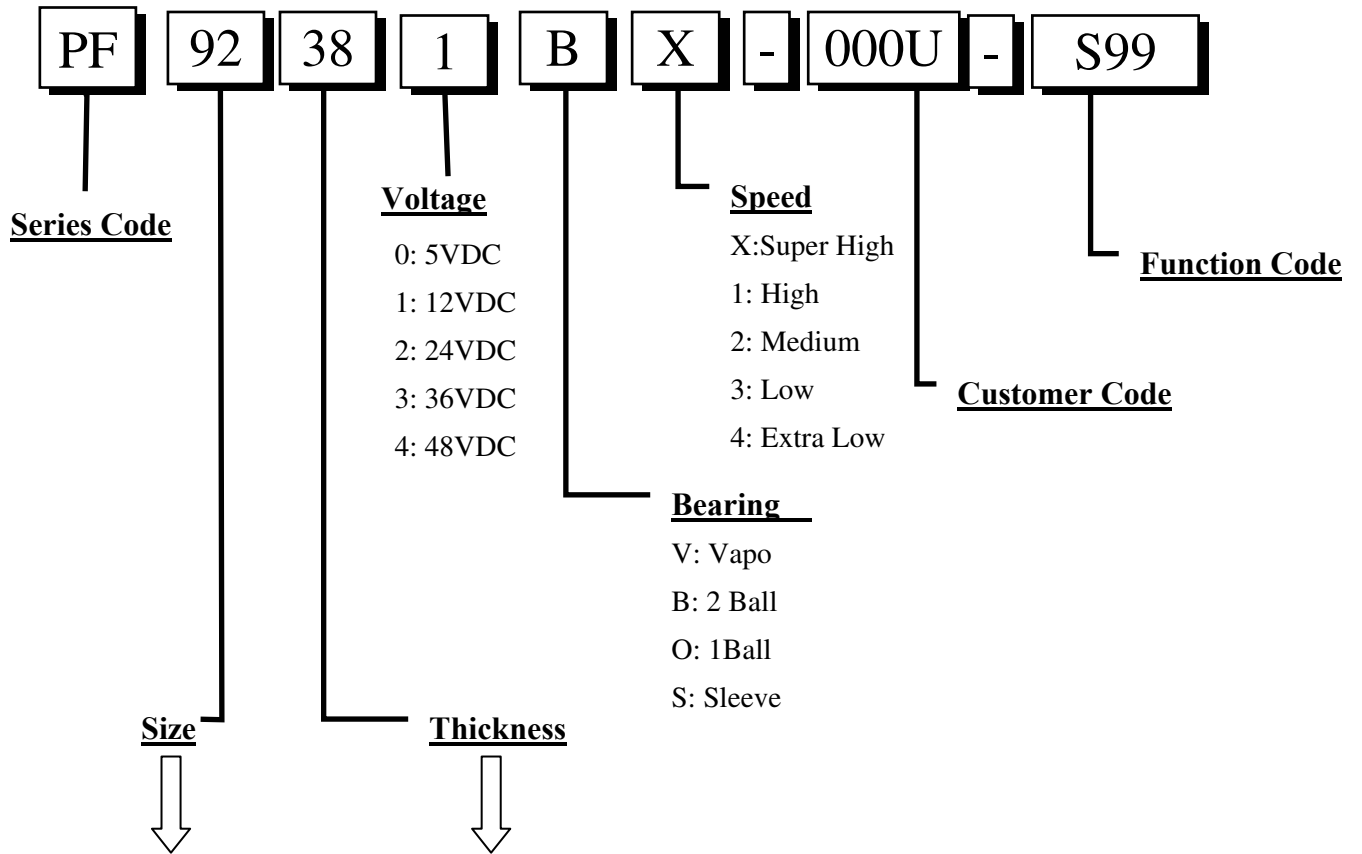 PF 92 38 1 B X - 000U - S99
Series Code
Voltage
0: 5VDC
1: 12VDC
2: 24VDC
3: 36VDC
4: 48VDC
Speed
X:Super High
1: High
2: Medium
3: Low
4: Extra Low
Function Code
Customer Code
Bearing
V: Vapo
B: 2 Ball
O: 1Ball
S: Sleeve
Size
Thickness